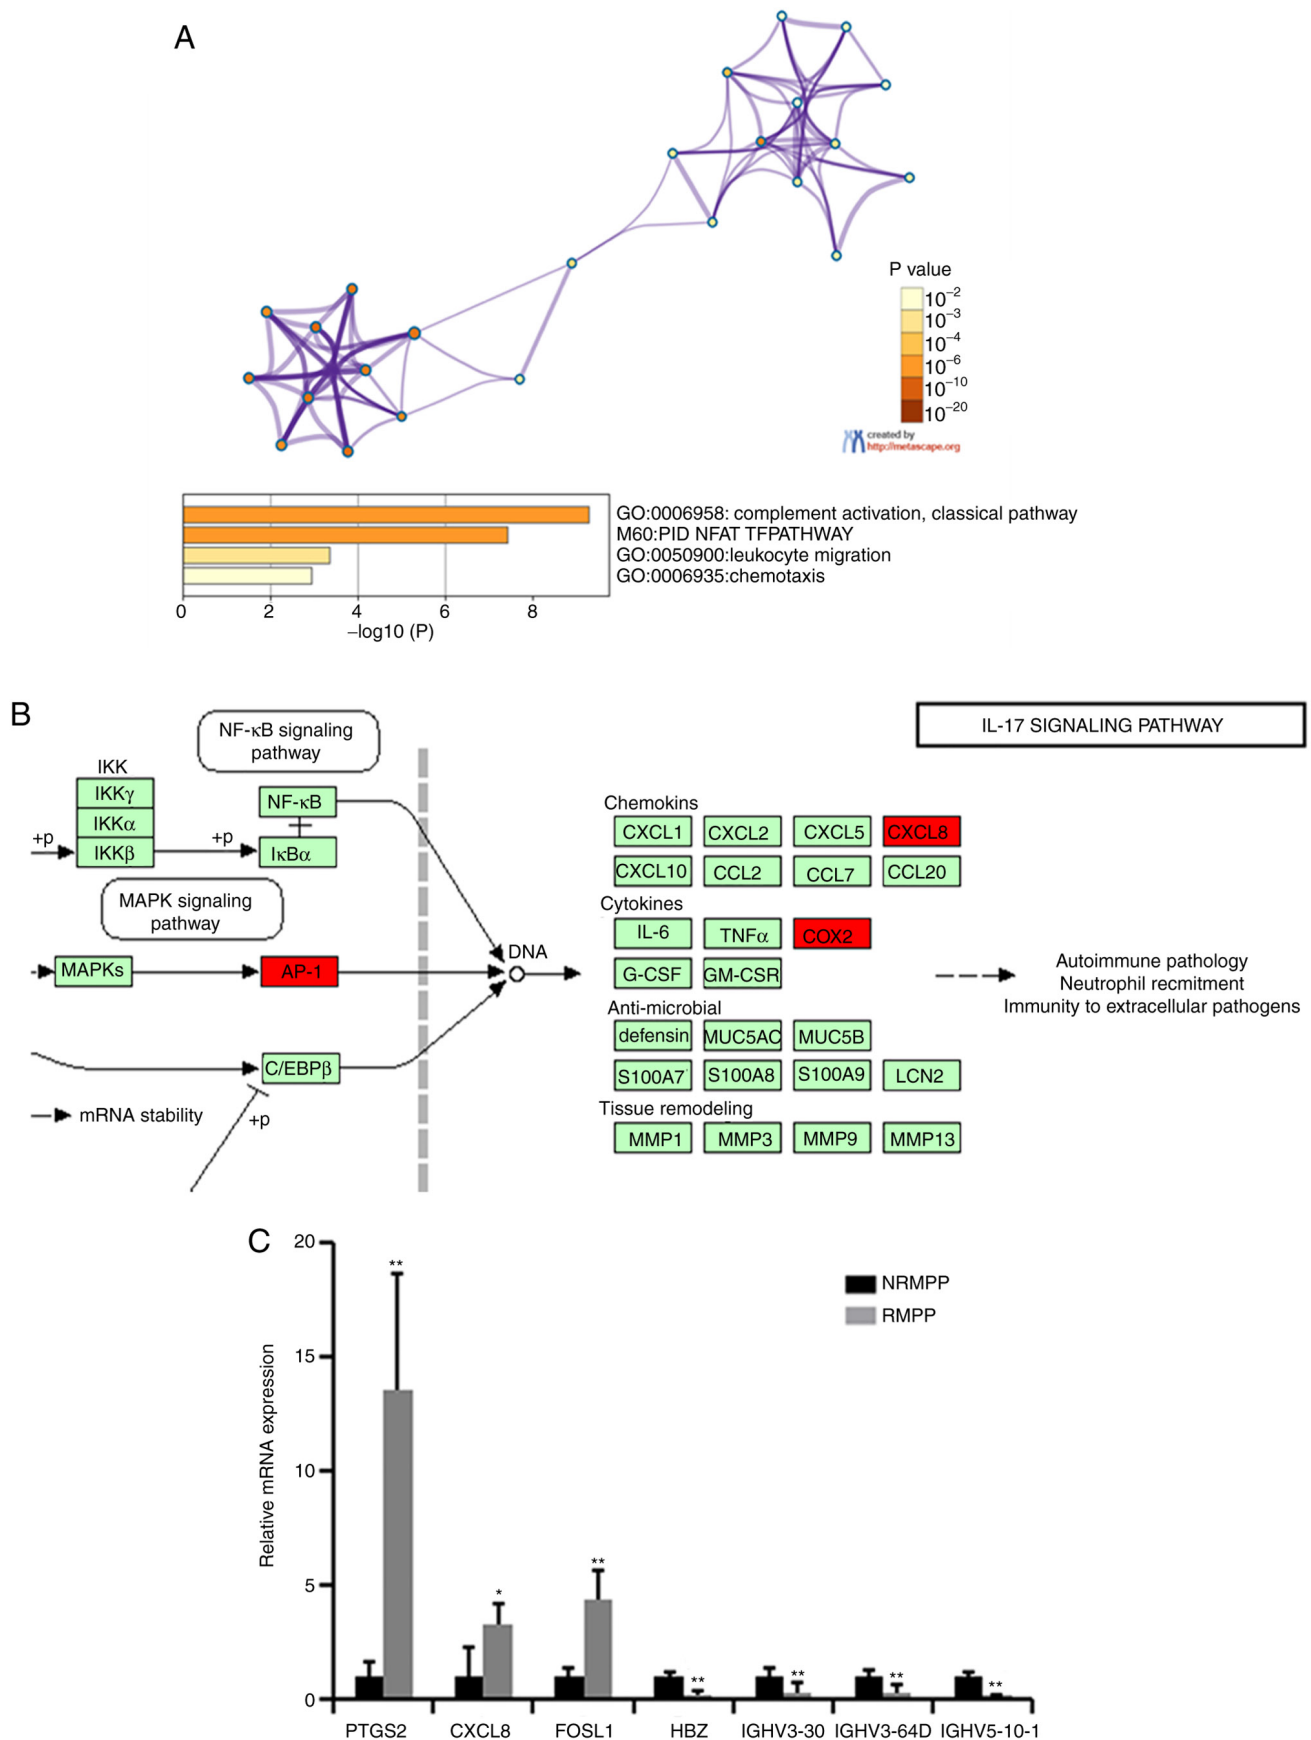 A
P value
10−2
10−3
10−4
10−6
10−10
10−20
created by
http://metascape.org
GO:0006958: complement activation, classical pathway
M60:PID NFAT TFPATHWAY
GO:0050900:leukocyte migration
GO:0006935:chemotaxis
0 2 4 6 8
−log10 (P)
B
IL-17 SIGNALING PATHWAY
NF-κB signaling
pathway
IKK
IKKγ
IKKα
IKKβ
+p
+p
NF-κB
IκBα
MAPK signaling
pathway
MAPKs
AP-1
DNA
C/EBPβ
+p
mRNA stability
Chemokins
CXCL1 CXCL2 CXCL5 CXCL8
CXCL10 CCL2 CCL7 CCL20
Cytokines
IL-6 TNFα COX2
G-CSF GM-CSR
Anti-microbial
defensin MUC5AC MUC5B
S100A7 S100A8 S100A9 LCN2
Tissue remodeling
MMP1 MMP3 MMP9 MMP13
Autoimmune pathology
Neutrophil recmitment
Immunity to extracellular pathogens
C
Relative mRNA expression
20
15
10
5
0
** * ** ** ** ** **
NRMPP
RMPP
PTGS2 CXCL8 FOSL1 HBZ IGHV3-30 IGHV3-64D IGHV5-10-1